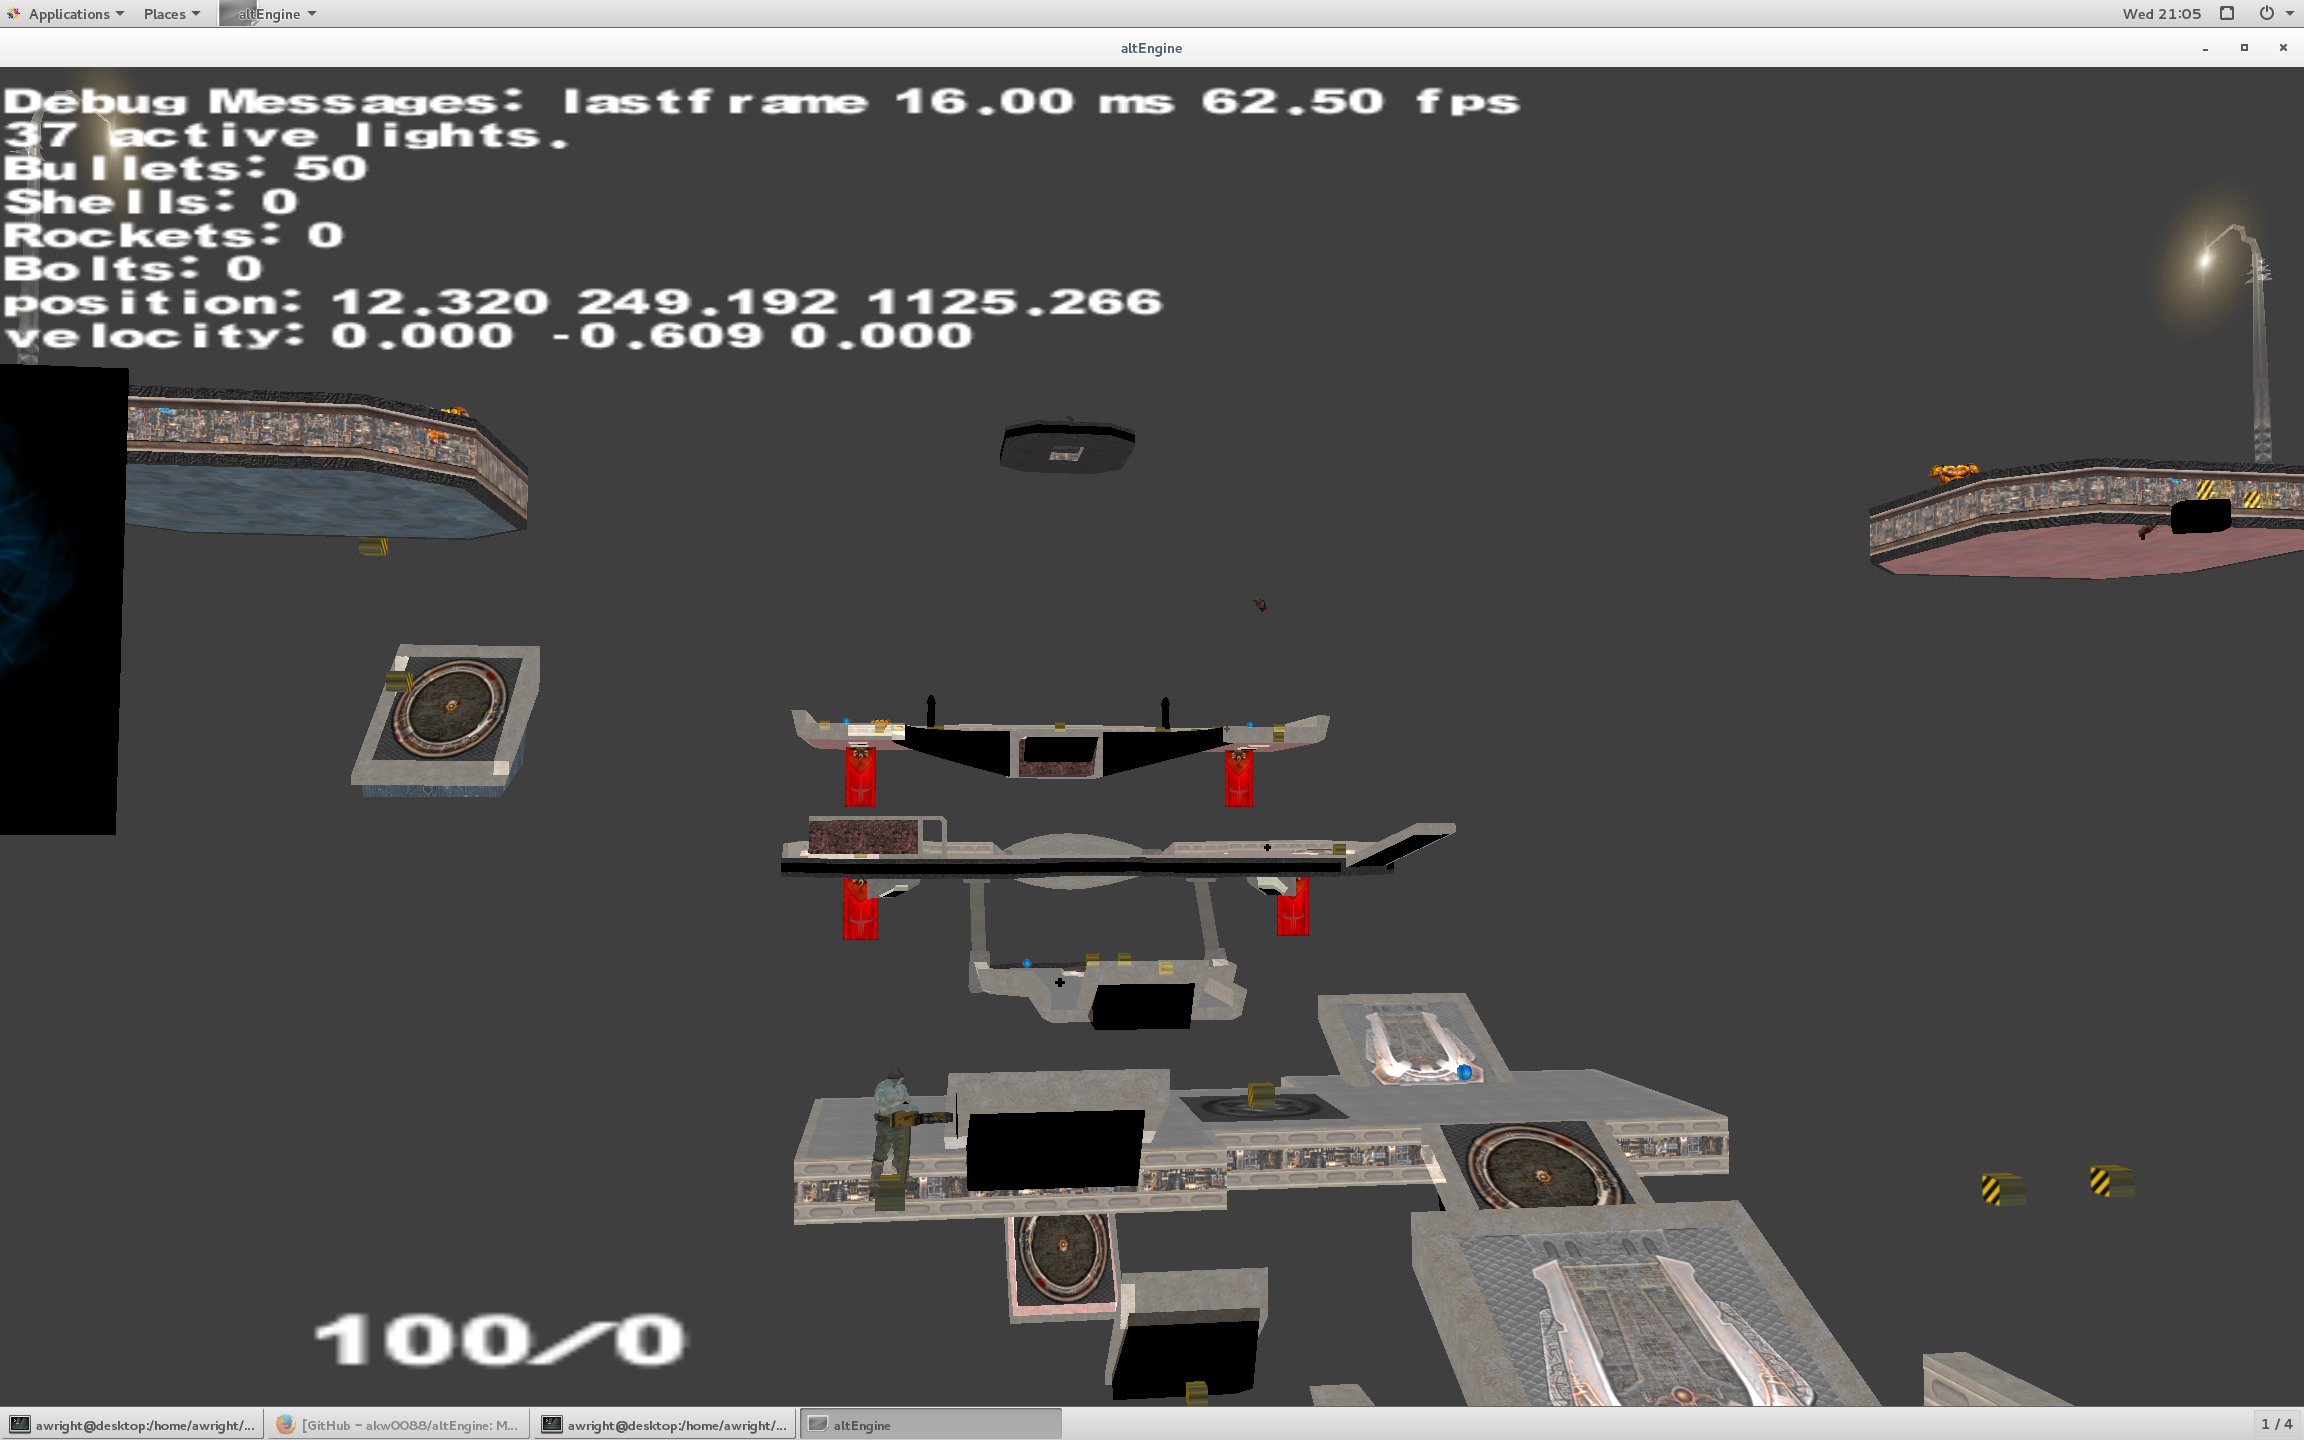 Applications Places altEngine Wed 21:05
altEngine
Debug Messages: lastframe 16.00 ms 62.50 fps
37 active lights.
Bullets: 50
Shells: 0
Rockets: 0
Bolts: 0
position: 12.320 249.192 1125.266
velocity: 0.000 -0.609 0.000
100/0
awright@desktop:/home/awright/... [GitHub - akw0088/altEngine: M... awright@desktop:/home/awright/... altEngine 1 / 4